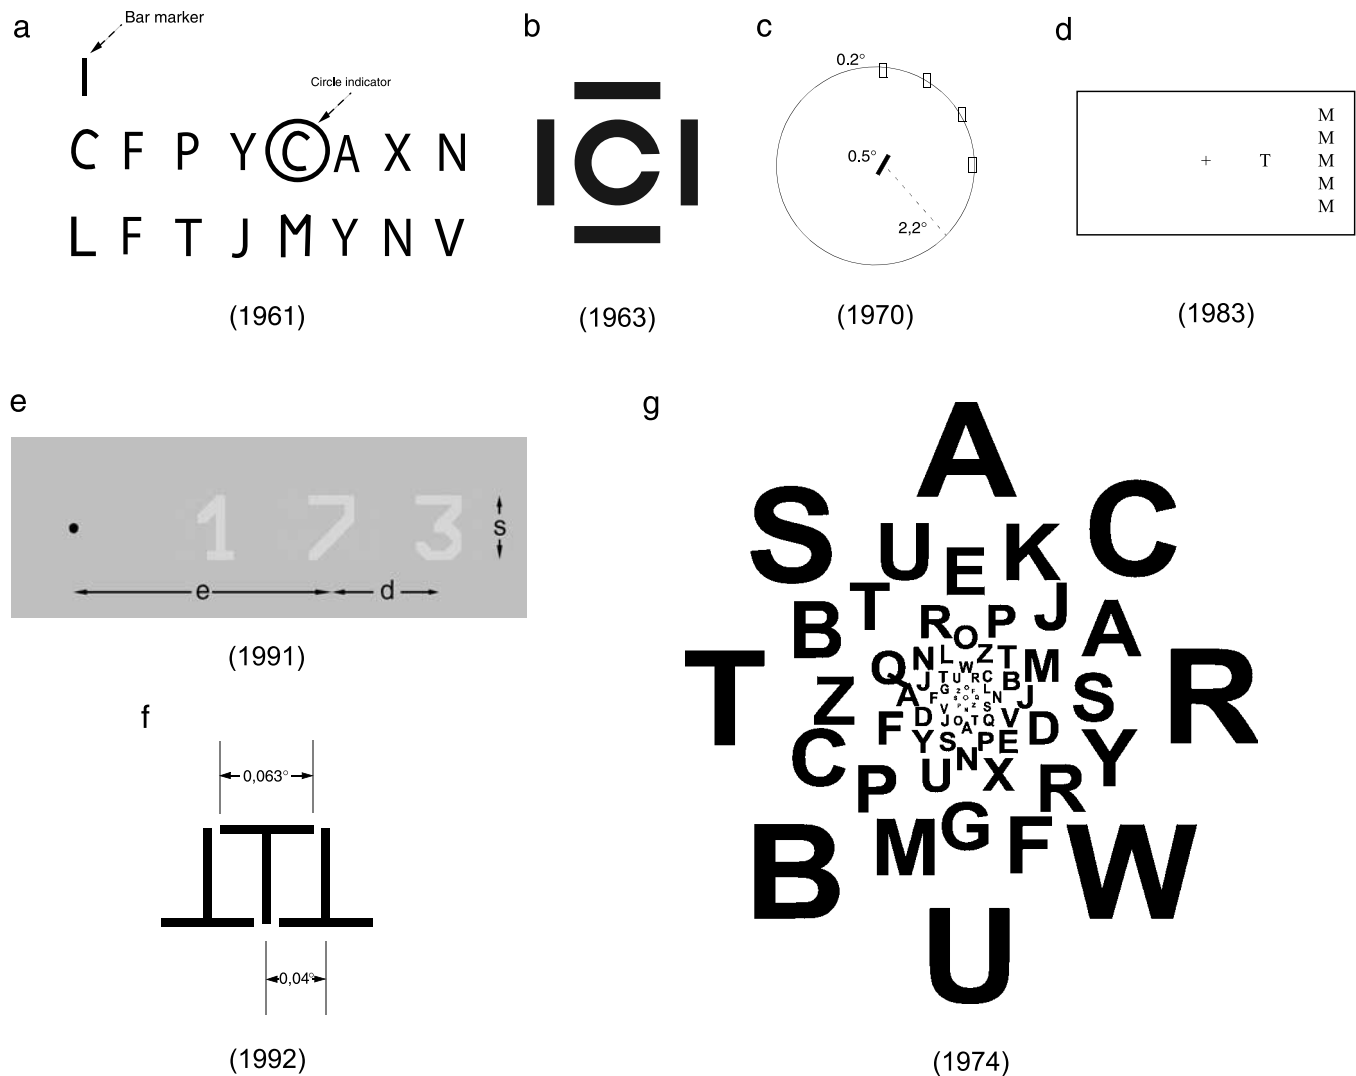 a
Bar marker
Circle indicator
C F P Y C A X N
L F T J M Y N V
(1961)
b
C
(1963)
c
0.2°
0.5°
2,2°
(1970)
d
M
M
+ T M
M
M
(1983)
e
1 7 3
s
e d
(1991)
f
0,063°
T
0,04°
(1992)
g
A
S C
U E K
T J
B A
R O P
T R
Q N L Z T M
W
Z S
C Y
F D
P R
U N X
M G F
B W
U
(1974)